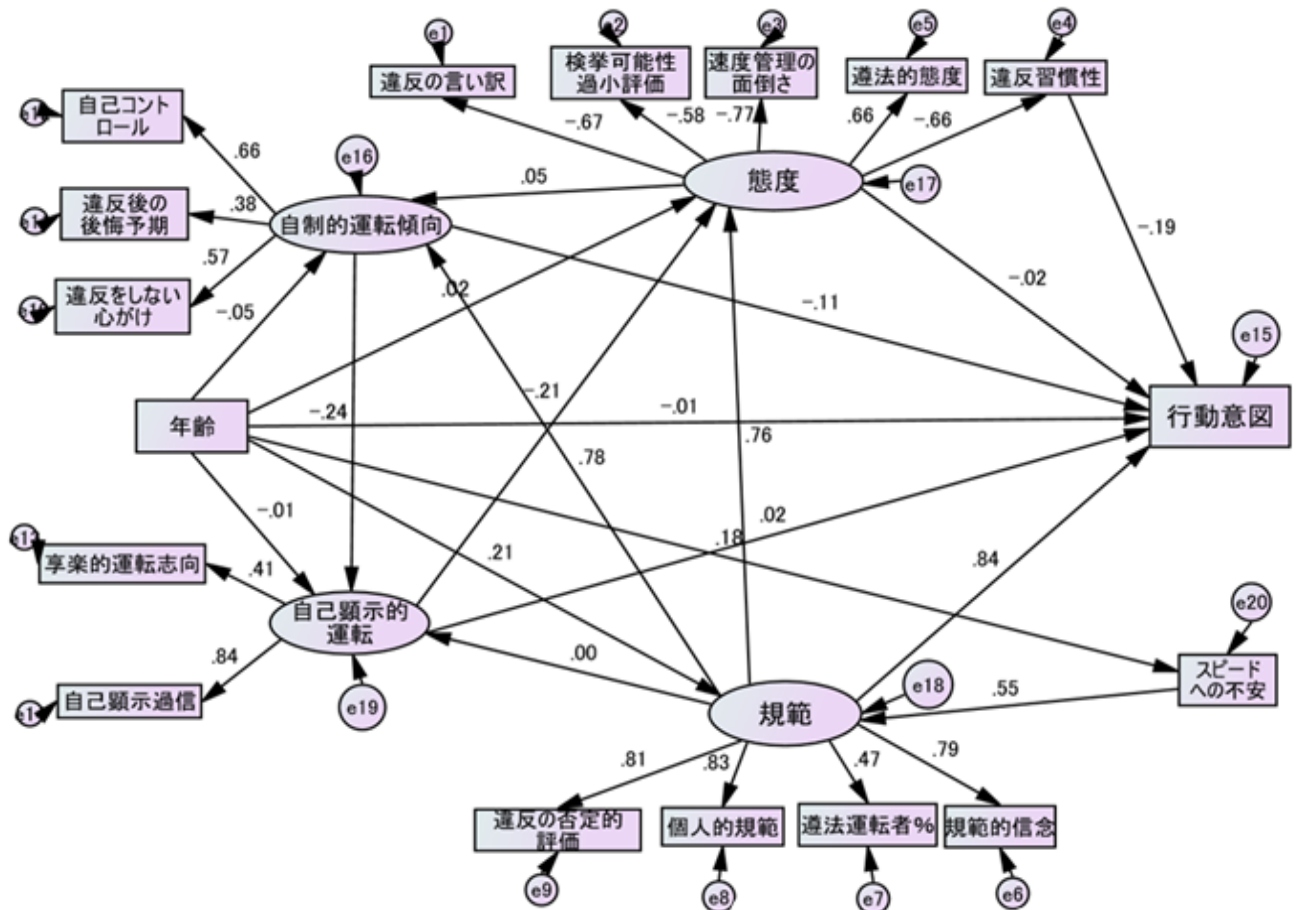 e1
e2
e3
e5
e4
違反の言い訳
検挙可能性
過小評価
速度管理の
面倒さ
遵法的態度
違反習慣性
自己コント
ロール
-.67
-.58
-.77
.66
-.66
.66
e16
態度
e17
.05
違反後の
後悔予期
.38
自制的運転傾向
-.19
.57
違反をしない
心がけ
-.05
.02
-.11
-.02
e15
年齢
-.24
-.21
-.01
行動意図
.78
.76
-.01
.02
.18
.21
.84
享楽的運転志向
.41
自己顕示的
運転
e20
.00
スピード
への不安
.84
自己顕示過信
e19
規範
e18
.55
.81
.83
.47
.79
違反の否定的
評価
個人的規範
遵法運転者%
規範的信念
e9
e8
e7
e6